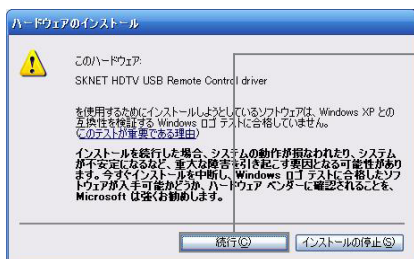 ハードウェアのインストール
このハードウェア:
SKNET HDTV USB Remote Control driver
を使用するためにインストールしようとしているソフトウェアは、Windows XP との
互換性を検証する Windows ロゴ テストに合格していません。
(このテストが重要である理由)
インストールを続行した場合、システムの動作が損なわれたり、システム
が不安定になるなど、重大な障害を引き起こす要因となる可能性があり
ます。今すぐインストールを中断し、Windows ロゴ テストに合格したソフ
トウェアが入手可能かどうか、ハードウェア ベンダーに確認されることを、
Microsoft は強くお勧めします。
続行(C)
インストールの停止(S)